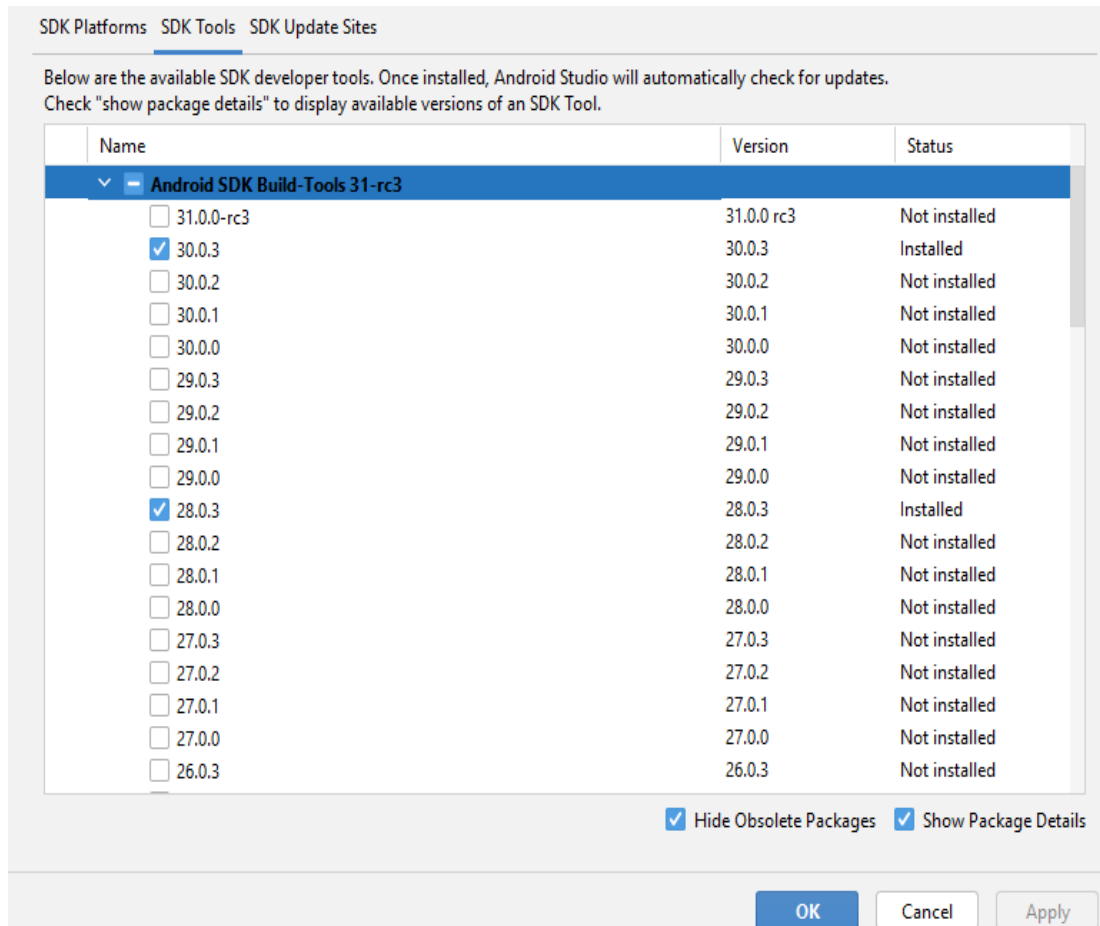 SDK Platforms SDK Tools SDK Update Sites
Below are the available SDK developer tools. Once installed, Android Studio will automatically check for updates.
Check "show package details" to display available versions of an SDK Tool.
Name Version Status
Android SDK Build-Tools 31-rc3
31.0.0-rc3 31.0.0 rc3 Not installed
30.0.3 30.0.3 Installed
30.0.2 30.0.2 Not installed
30.0.1 30.0.1 Not installed
30.0.0 30.0.0 Not installed
29.0.3 29.0.3 Not installed
29.0.2 29.0.2 Not installed
29.0.1 29.0.1 Not installed
29.0.0 29.0.0 Not installed
28.0.3 28.0.3 Installed
28.0.2 28.0.2 Not installed
28.0.1 28.0.1 Not installed
28.0.0 28.0.0 Not installed
27.0.3 27.0.3 Not installed
27.0.2 27.0.2 Not installed
27.0.1 27.0.1 Not installed
27.0.0 27.0.0 Not installed
26.0.3 26.0.3 Not installed
Hide Obsolete Packages Show Package Details
OK Cancel Apply